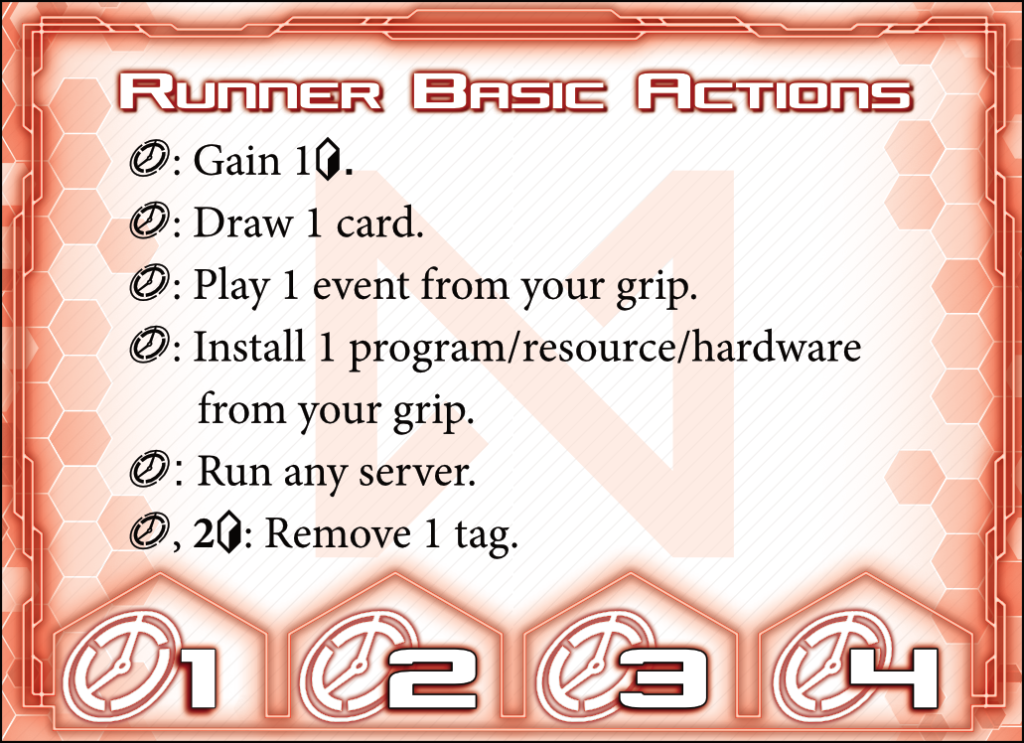 Runner Basic Actions
: Gain 1.
: Draw 1 card.
: Play 1 event from your grip.
: Install 1 program/resource/hardware
from your grip.
: Run any server.
, 2: Remove 1 tag.
1 2 3 4